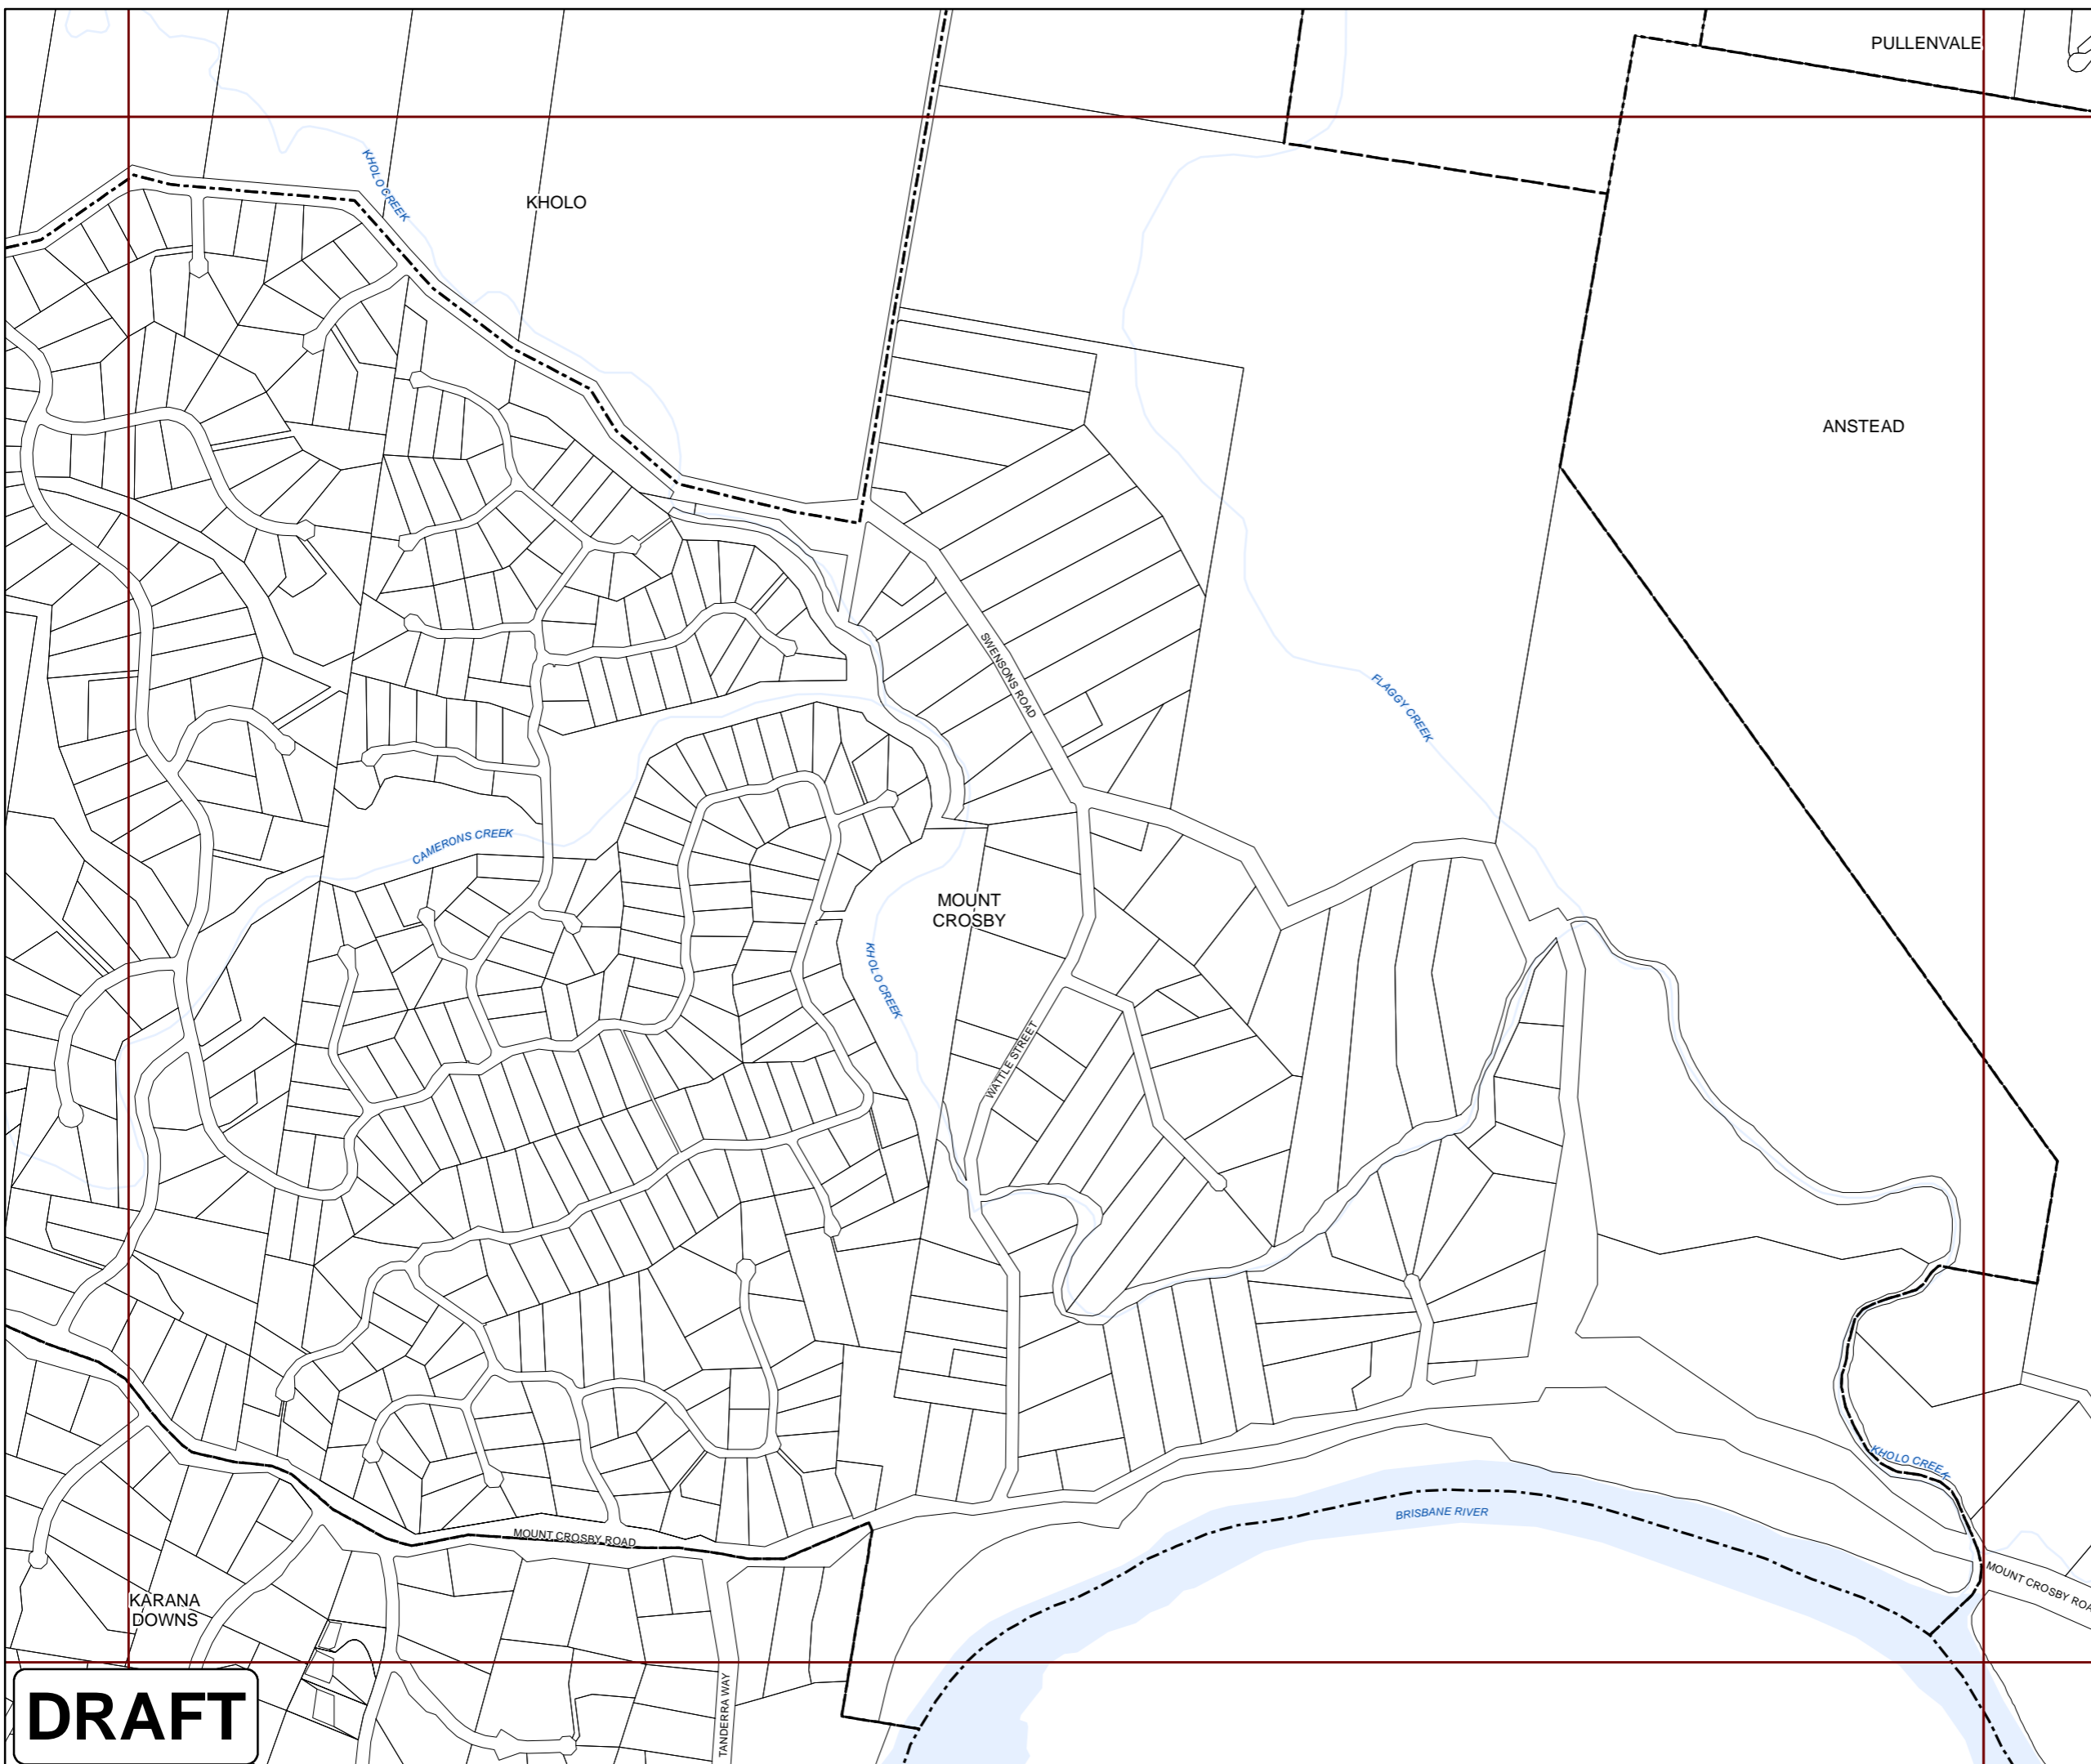 PULLENVALE
KHOLO CREEK
KHOLO
ANSTEAD
SWENSONS ROAD
FLAGGY CREEK
CAMERONS CREEK
MOUNT
CROSBY
KHOLO CREEK
WATTLE STREET
KHOLO CREEK
BRISBANE RIVER
MOUNT CROSBY ROAD
MOUNT CROSBY ROA
KARANA
DOWNS
TANDERRA WAY
DRAFT